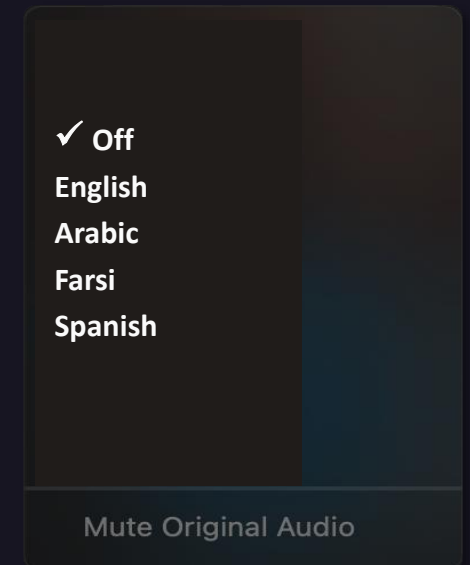 ✓ Off
English
Arabic
Farsi
Spanish
Mute Original Audio